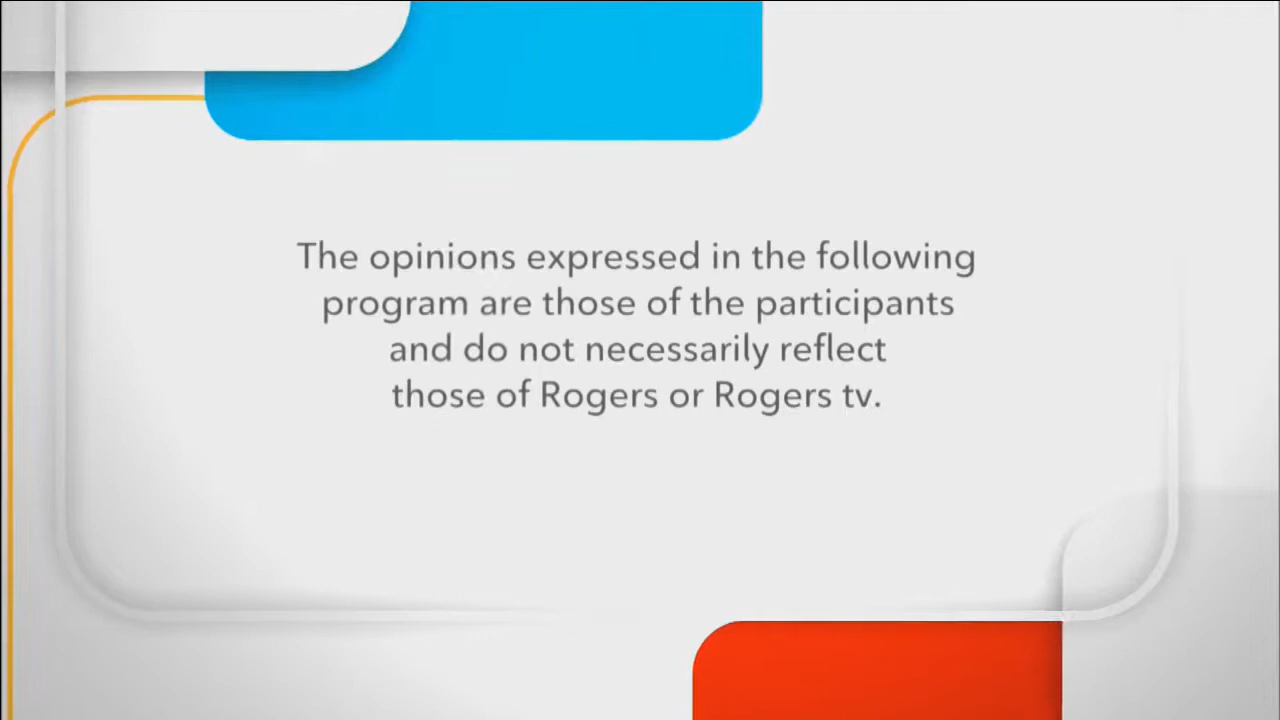 The opinions expressed in the following
program are those of the participants
and do not necessarily reflect
those of Rogers or Rogers tv.